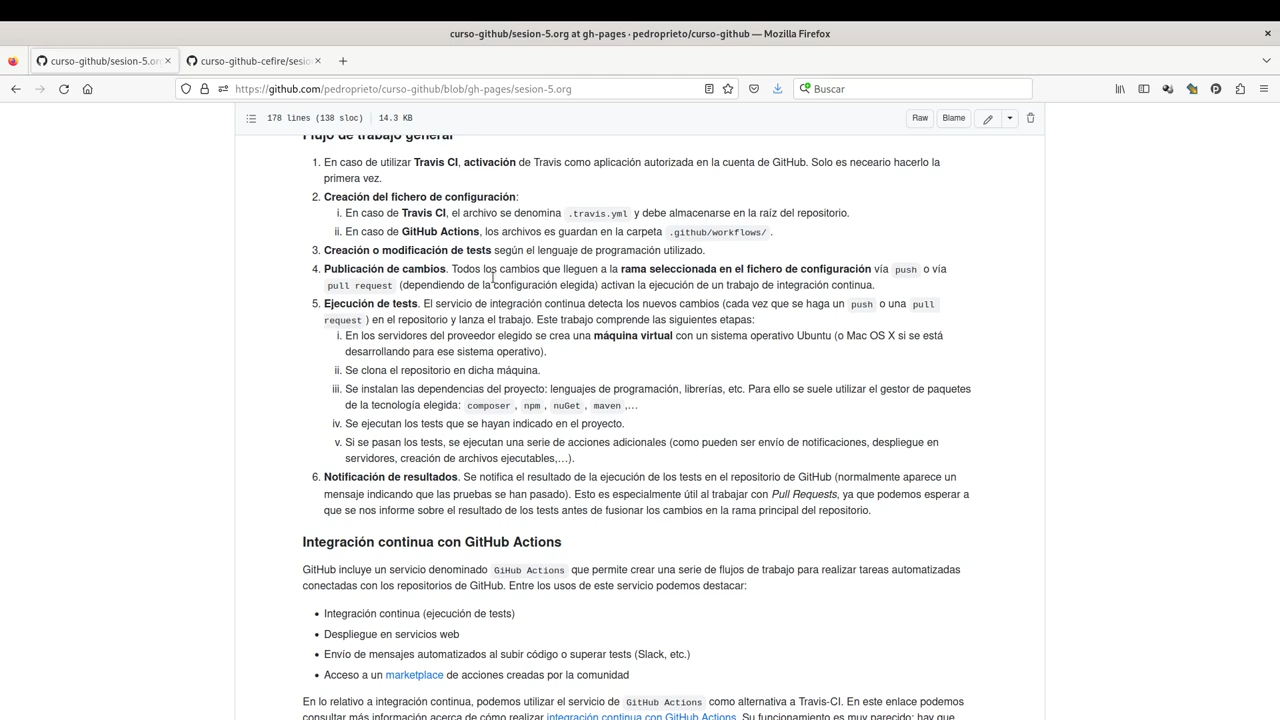 curso-github/sesion-5.org at gh-pages · pedroprieto/curso-github — Mozilla Firefox
curso-github/sesion-5.or
curso-github-cefire/sesio
https://github.com/pedroprieto/curso-github/blob/gh-pages/sesion-5.org
Buscar
178 lines (138 sloc) 14.3 KB
Raw
Blame
Flujo de trabajo general
1. En caso de utilizar Travis CI, activación de Travis como aplicación autorizada en la cuenta de GitHub. Solo es neceario hacerlo la
primera vez.
2. Creación del fichero de configuración:
i. En caso de Travis CI, el archivo se denomina .travis.yml y debe almacenarse en la raíz del repositorio.
ii. En caso de GitHub Actions, los archivos es guardan en la carpeta .github/workflows/ .
3. Creación o modificación de tests según el lenguaje de programación utilizado.
4. Publicación de cambios. Todos los cambios que lleguen a la rama seleccionada en el fichero de configuración vía push o vía
pull request (dependiendo de la configuración elegida) activan la ejecución de un trabajo de integración continua.
5. Ejecución de tests. El servicio de integración continua detecta los nuevos cambios (cada vez que se haga un push o una pull
request ) en el repositorio y lanza el trabajo. Este trabajo comprende las siguientes etapas:
i. En los servidores del proveedor elegido se crea una máquina virtual con un sistema operativo Ubuntu (o Mac OS X si se está
desarrollando para ese sistema operativo).
ii. Se clona el repositorio en dicha máquina.
iii. Se instalan las dependencias del proyecto: lenguajes de programación, librerías, etc. Para ello se suele utilizar el gestor de paquetes
de la tecnología elegida: composer , npm , nuGet , maven ,…
iv. Se ejecutan los tests que se hayan indicado en el proyecto.
v. Si se pasan los tests, se ejecutan una serie de acciones adicionales (como pueden ser envío de notificaciones, despliegue en
servidores, creación de archivos ejecutables,…).
6. Notificación de resultados. Se notifica el resultado de la ejecución de los tests en el repositorio de GitHub (normalmente aparece un
mensaje indicando que las pruebas se han pasado). Esto es especialmente útil al trabajar con Pull Requests, ya que podemos esperar a
que se nos informe sobre el resultado de los tests antes de fusionar los cambios en la rama principal del repositorio.
Integración continua con GitHub Actions
GitHub incluye un servicio denominado GiHub Actions que permite crear una serie de flujos de trabajo para realizar tareas automatizadas
conectadas con los repositorios de GitHub. Entre los usos de este servicio podemos destacar:
• Integración continua (ejecución de tests)
• Despliegue en servicios web
• Envío de mensajes automatizados al subir código o superar tests (Slack, etc.)
• Acceso a un marketplace de acciones creadas por la comunidad
En lo relativo a integración continua, podemos utilizar el servicio de GitHub Actions como alternativa a Travis-CI. En este enlace podemos
consultar más información acerca de cómo realizar integración continua con GitHub Actions. Su funcionamiento es muy parecido: hay que